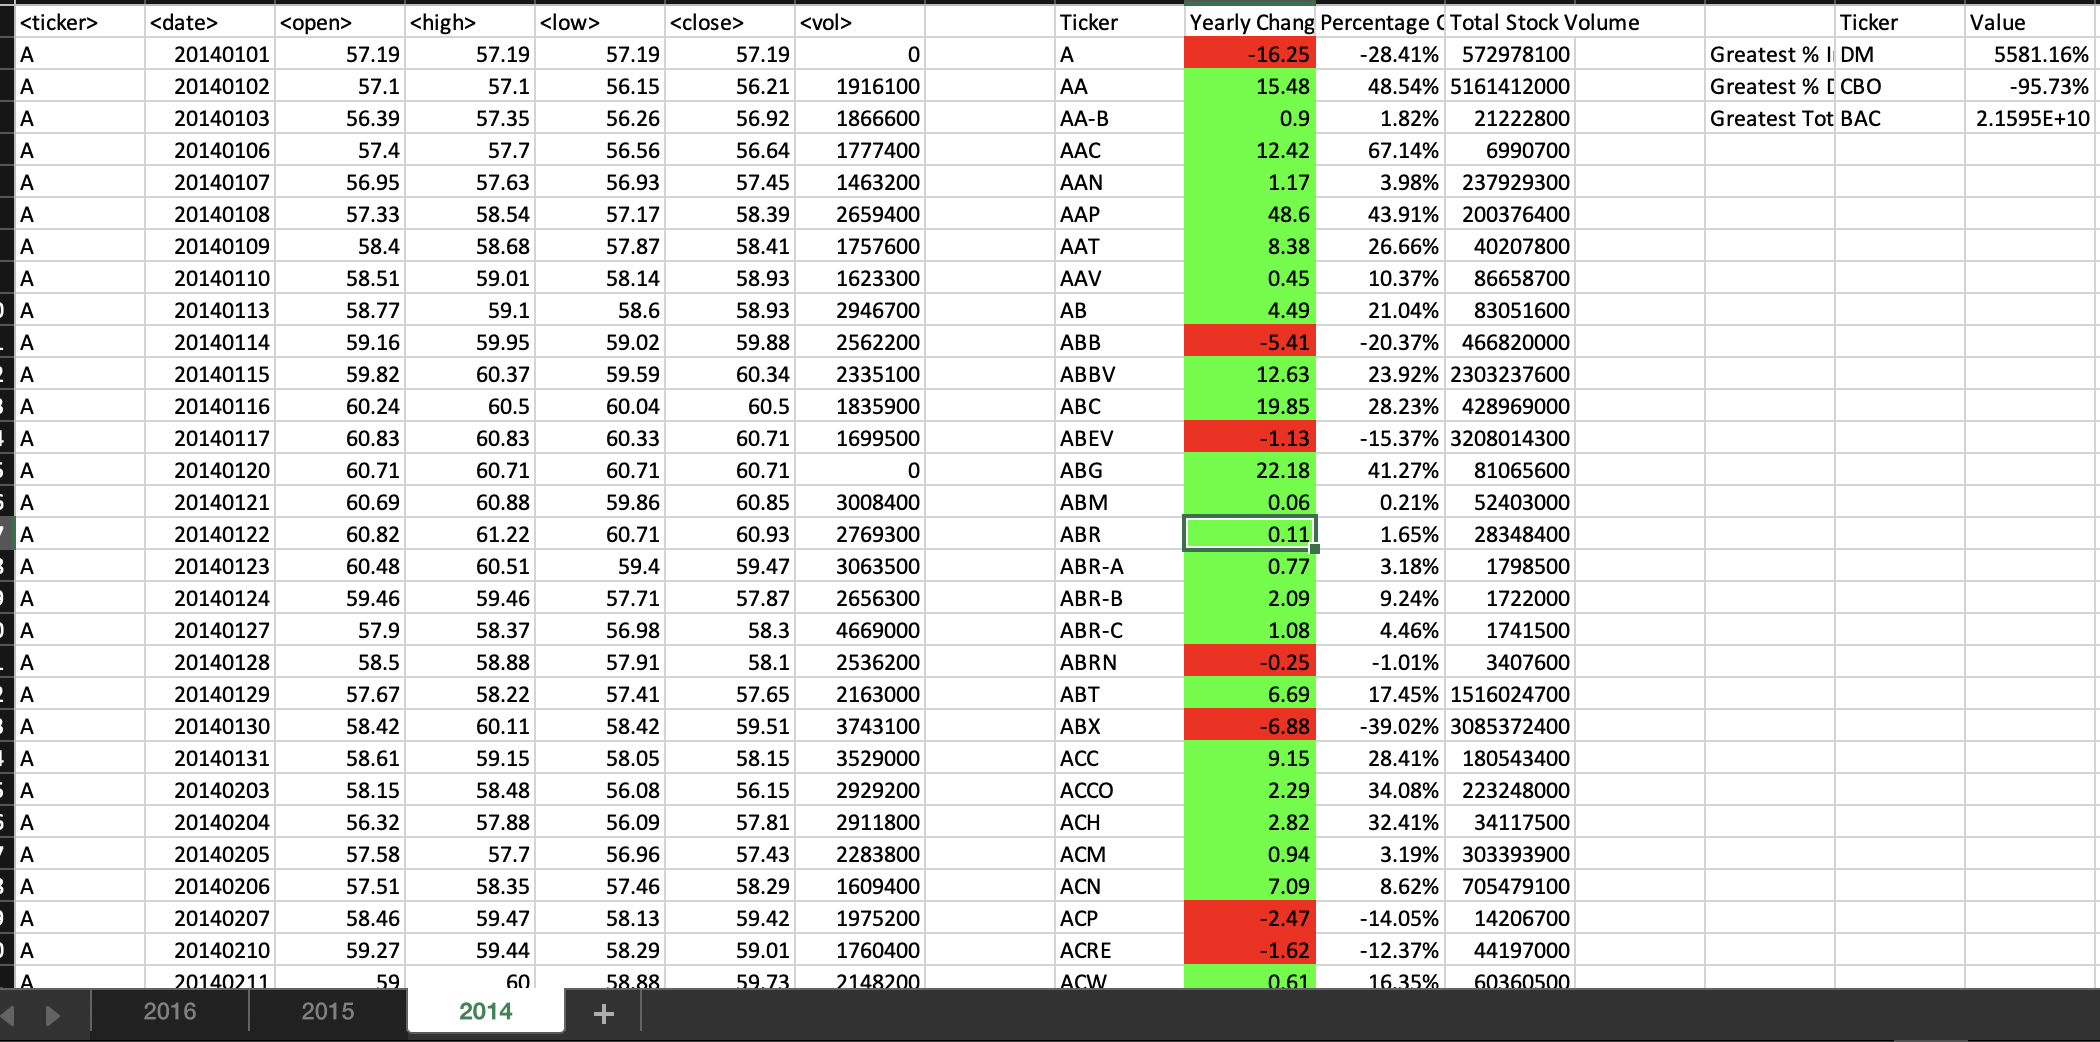 <ticker> <date> <open> <high> <low> <close> <vol> Ticker Yearly Chang Percentage C Total Stock Volume Ticker Value
A 20140101 57.19 57.19 57.19 57.19 0 A -16.25 -28.41% 572978100 Greatest % I DM 5581.16%
A 20140102 57.1 57.1 56.15 56.21 1916100 AA 15.48 48.54% 5161412000 Greatest % D CBO -95.73%
A 20140103 56.39 57.35 56.26 56.92 1866600 AA-B 0.9 1.82% 21222800 Greatest Tot BAC 2.1595E+10
A 20140106 57.4 57.7 56.56 56.64 1777400 AAC 12.42 67.14% 6990700
A 20140107 56.95 57.63 56.93 57.45 1463200 AAN 1.17 3.98% 237929300
A 20140108 57.33 58.54 57.17 58.39 2659400 AAP 48.6 43.91% 200376400
A 20140109 58.4 58.68 57.87 58.41 1757600 AAT 8.38 26.66% 40207800
A 20140110 58.51 59.01 58.14 58.93 1623300 AAV 0.45 10.37% 86658700
A 20140113 58.77 59.1 58.6 58.93 2946700 AB 4.49 21.04% 83051600
A 20140114 59.16 59.95 59.02 59.88 2562200 ABB -5.41 -20.37% 466820000
A 20140115 59.82 60.37 59.59 60.34 2335100 ABBV 12.63 23.92% 2303237600
A 20140116 60.24 60.5 60.04 60.5 1835900 ABC 19.85 28.23% 428969000
A 20140117 60.83 60.83 60.33 60.71 1699500 ABEV -1.13 -15.37% 3208014300
A 20140120 60.71 60.71 60.71 60.71 0 ABG 22.18 41.27% 81065600
A 20140121 60.69 60.88 59.86 60.85 3008400 ABM 0.06 0.21% 52403000
A 20140122 60.82 61.22 60.71 60.93 2769300 ABR 0.11 1.65% 28348400
A 20140123 60.48 60.51 59.4 59.47 3063500 ABR-A 0.77 3.18% 1798500
A 20140124 59.46 59.46 57.71 57.87 2656300 ABR-B 2.09 9.24% 1722000
A 20140127 57.9 58.37 56.98 58.3 4669000 ABR-C 1.08 4.46% 1741500
A 20140128 58.5 58.88 57.91 58.1 2536200 ABRN -0.25 -1.01% 3407600
A 20140129 57.67 58.22 57.41 57.65 2163000 ABT 6.69 17.45% 1516024700
A 20140130 58.42 60.11 58.42 59.51 3743100 ABX -6.88 -39.02% 3085372400
A 20140131 58.61 59.15 58.05 58.15 3529000 ACC 9.15 28.41% 180543400
A 20140203 58.15 58.48 56.08 56.15 2929200 ACCO 2.29 34.08% 223248000
A 20140204 56.32 57.88 56.09 57.81 2911800 ACH 2.82 32.41% 34117500
A 20140205 57.58 57.7 56.96 57.43 2283800 ACM 0.94 3.19% 303393900
A 20140206 57.51 58.35 57.46 58.29 1609400 ACN 7.09 8.62% 705479100
A 20140207 58.46 59.47 58.13 59.42 1975200 ACP -2.47 -14.05% 14206700
A 20140210 59.27 59.44 58.29 59.01 1760400 ACRE -1.62 -12.37% 44197000
A 20140211 59 60 58.88 59.73 2148200 ACW 0.61 16.35% 60360500
2016 2015 2014 +